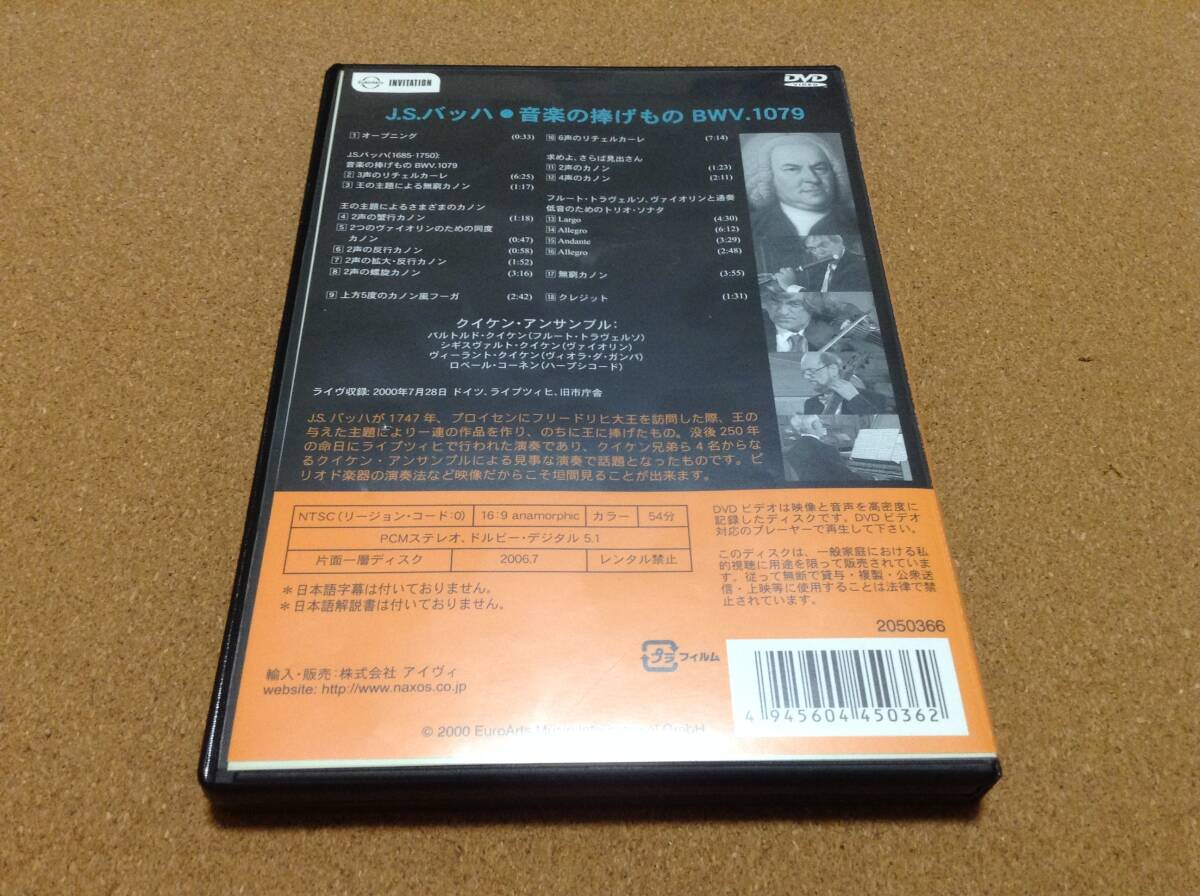 INVITATION
DVD
VIDEO
J.S.バッハ●音楽の捧げもの BWV.1079
1 オープニング (0:33)
J.S.バッハ(1685-1750):
音楽の捧げもの BWV.1079
2 3声のリチェルカーレ (6:25)
3 王の主題による無窮カノン (1:17)
王の主題によるさまざまのカノン
4 2声の蟹行カノン (1:18)
5 2つのヴァイオリンのための同度
カノン (0:47)
6 2声の反行カノン (0:58)
7 2声の拡大・反行カノン (1:52)
8 2声の螺旋カノン (3:16)
9 上方5度のカノン風フーガ (2:42)
10 6声のリチェルカーレ (7:14)
求めよ、さらば見出さん
11 2声のカノン (1:23)
12 4声のカノン (2:11)
フルート・トラヴェルソ、ヴァイオリンと通奏
低音のためのトリオ・ソナタ
13 Largo (4:30)
14 Allegro (6:12)
15 Andante (3:29)
16 Allegro (2:48)
17 無窮カノン (3:55)
18 クレジット (1:31)
クイケン・アンサンブル:
バルトルド・クイケン(フルート・トラヴェルソ)
シギスヴァルト・クイケン(ヴァイオリン)
ヴィーラント・クイケン(ヴィオラ・ダ・ガンバ)
ロベール・コーネン(ハープシコード)
ライヴ収録: 2000年7月28日 ドイツ、ライプツィヒ、旧市庁舎
J.S.バッハが1747年、プロイセンにフリードリヒ大王を訪問した際、王の
与えた主題により一連の作品を作り、のちに王に捧げたもの。没後250年
の命日にライプツィヒで行われた演奏であり、クイケン兄弟ら4名からな
るクイケン・アンサンブルによる見事な演奏で話題となったものです。ピ
リオド楽器の演奏法など映像だからこそ垣間見ることが出来ます。
NTSC(リージョン・コード:0) 16:9 anamorphic カラー 54分
PCMステレオ、ドルビー・デジタル 5.1
片面一層ディスク 2006.7 レンタル禁止
*日本語字幕は付いておりません。
*日本語解説書は付いておりません。
DVDビデオは映像と音声を高密度に
記録したディスクです。DVDビデオ
対応のプレーヤーで再生して下さい。
このディスクは、一般家庭における私
的視聴に用途を限って販売されていま
す。従って無断で貸与・複製・公衆送
信・上映等に使用することは法律で禁
止されています。
2050366
プラ フィルム
輸入・販売:株式会社 アイヴィ
website: http://www.naxos.co.jp
4 945604 450362
© 2000 EuroArts Music International GmbH